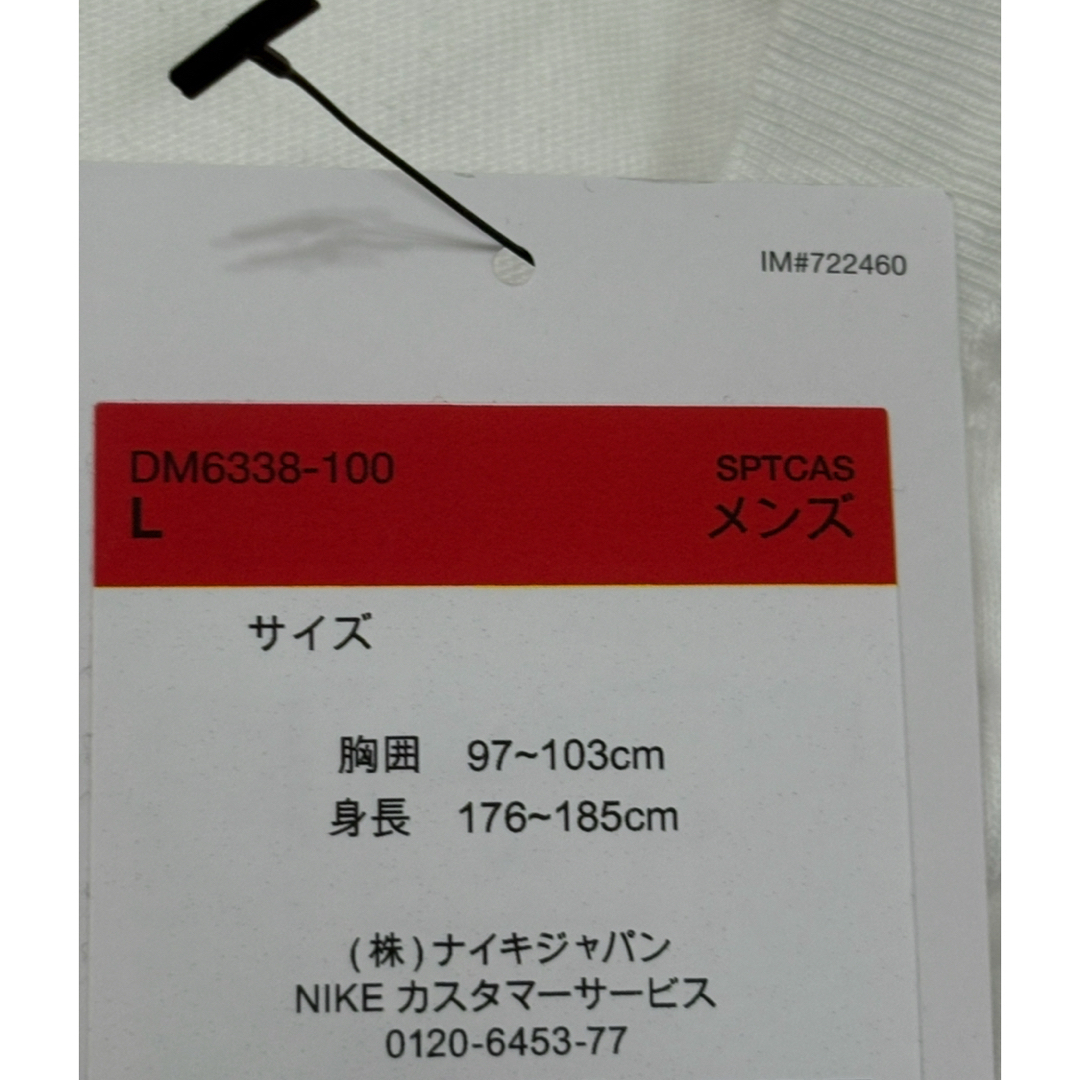 IM#722460
DM6338-100 SPTCAS
L メンズ
サイズ
胸囲 97~103cm
身長 176~185cm
(株)ナイキジャパン
NIKE カスタマーサービス
0120-6453-77